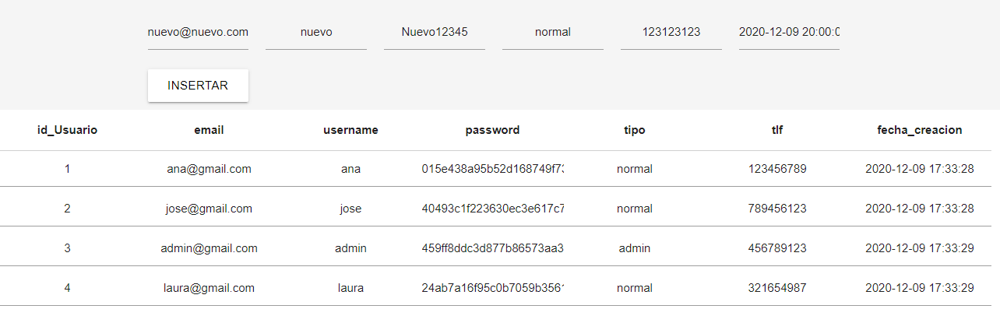 nuevo@nuevo.com nuevo Nuevo12345 normal 123123123 2020-12-09 20:00:0
INSERTAR
id_Usuario email username password tipo tlf fecha_creacion
1 ana@gmail.com ana 015e438a95b52d168749f73 normal 123456789 2020-12-09 17:33:28
2 jose@gmail.com jose 40493c1f223630ec3e617c7 normal 789456123 2020-12-09 17:33:28
3 admin@gmail.com admin 459ff8ddc3d877b86573aa3 admin 456789123 2020-12-09 17:33:29
4 laura@gmail.com laura 24ab7a16f95c0b7059b356 normal 321654987 2020-12-09 17:33:29